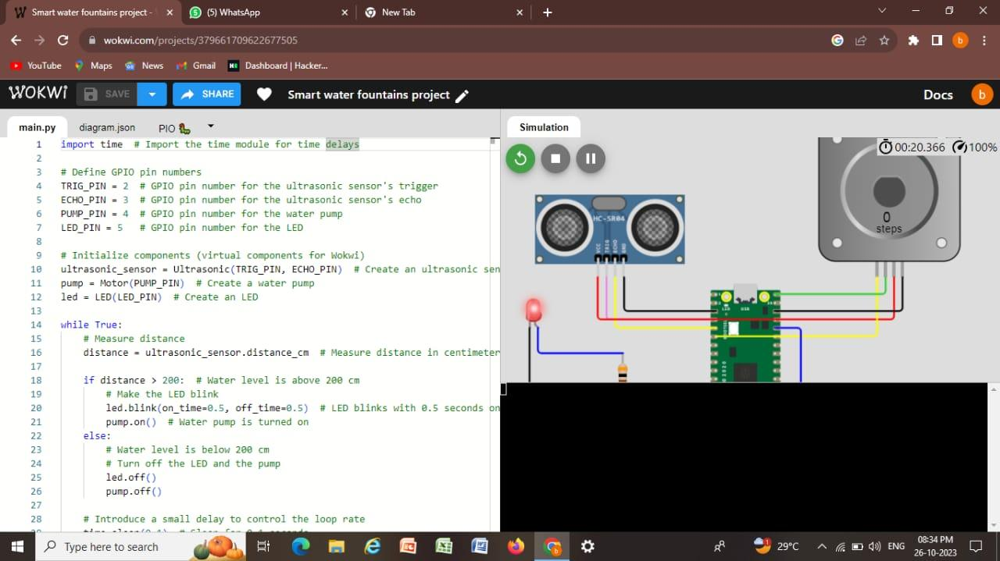 Smart water fountains project -
(5) WhatsApp
New Tab
wokwi.com/projects/379661709622677505
b
YouTube
Maps
News
Gmail
Dashboard | Hacker...
WOKWi
SAVE
SHARE
Smart water fountains project
Docs
b
main.py
diagram.json
PIO
Simulation
1 import time # Import the time module for time delays
2
3 # Define GPIO pin numbers
4 TRIG_PIN = 2 # GPIO pin number for the ultrasonic sensor's trigger
5 ECHO_PIN = 3 # GPIO pin number for the ultrasonic sensor's echo
6 PUMP_PIN = 4 # GPIO pin number for the water pump
7 LED_PIN = 5 # GPIO pin number for the LED
8
9 # Initialize components (virtual components for Wokwi)
10 ultrasonic_sensor = Ultrasonic(TRIG_PIN, ECHO_PIN) # Create an ultrasonic sen
11 pump = Motor(PUMP_PIN) # Create a water pump
12 led = LED(LED_PIN) # Create an LED
13
14 while True:
15 # Measure distance
16 distance = ultrasonic_sensor.distance_cm # Measure distance in centimeter
17
18 if distance > 200: # Water level is above 200 cm
19 # Make the LED blink
20 led.blink(on_time=0.5, off_time=0.5) # LED blinks with 0.5 seconds on
21 pump.on() # Water pump is turned on
22 else:
23 # Water level is below 200 cm
24 # Turn off the LED and the pump
25 led.off()
26 pump.off()
27
28 # Introduce a small delay to control the loop rate
00:20.366
100%
HC-SR04
VCC
TRIG
ECHO
GND
0
steps
LED
USB
Type here to search
1
29°C
ENG
08:34 PM
26-10-2023